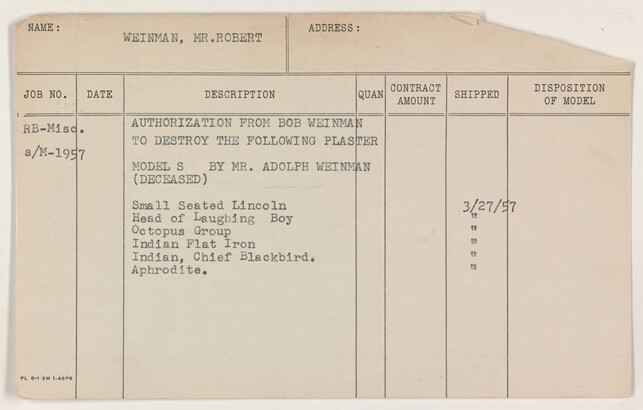 NAME: WEINMAN, MR.ROBERT ADDRESS:
JOB NO. DATE DESCRIPTION QUAN CONTRACT AMOUNT SHIPPED DISPOSITION OF MODEL
RB-Misc. AUTHORIZATION FROM BOB WEINMAN
TO DESTROY THE FOLLOWING PLASTER
s/M-1957
MODELS BY MR. ADOLPH WEINMAN
(DECEASED)
Small Seated Lincoln 3/27/57
Head of Laughing Boy "
Octopus Group "
Indian Flat Iron "
Indian, Chief Blackbird. "
Aphrodite. "